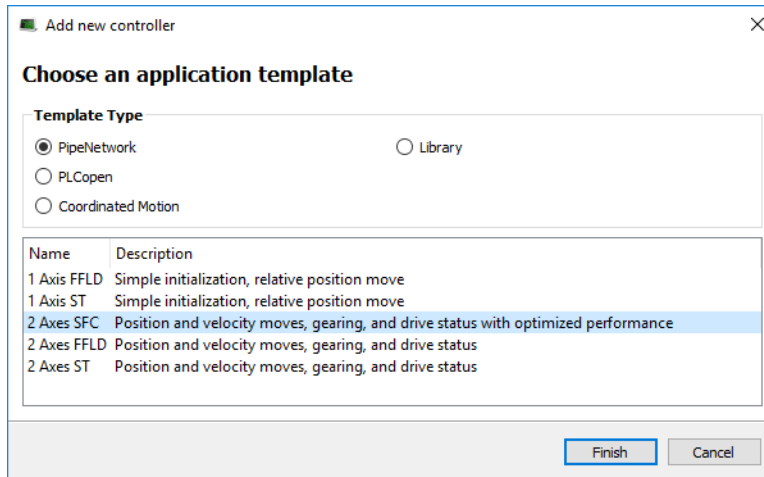 Add new controller
Choose an application template
Template Type
PipeNetwork
Library
PLCopen
Coordinated Motion
Name Description
1 Axis FFLD Simple initialization, relative position move
1 Axis ST Simple initialization, relative position move
2 Axes SFC Position and velocity moves, gearing, and drive status with optimized performance
2 Axes FFLD Position and velocity moves, gearing, and drive status
2 Axes ST Position and velocity moves, gearing, and drive status
Finish Cancel